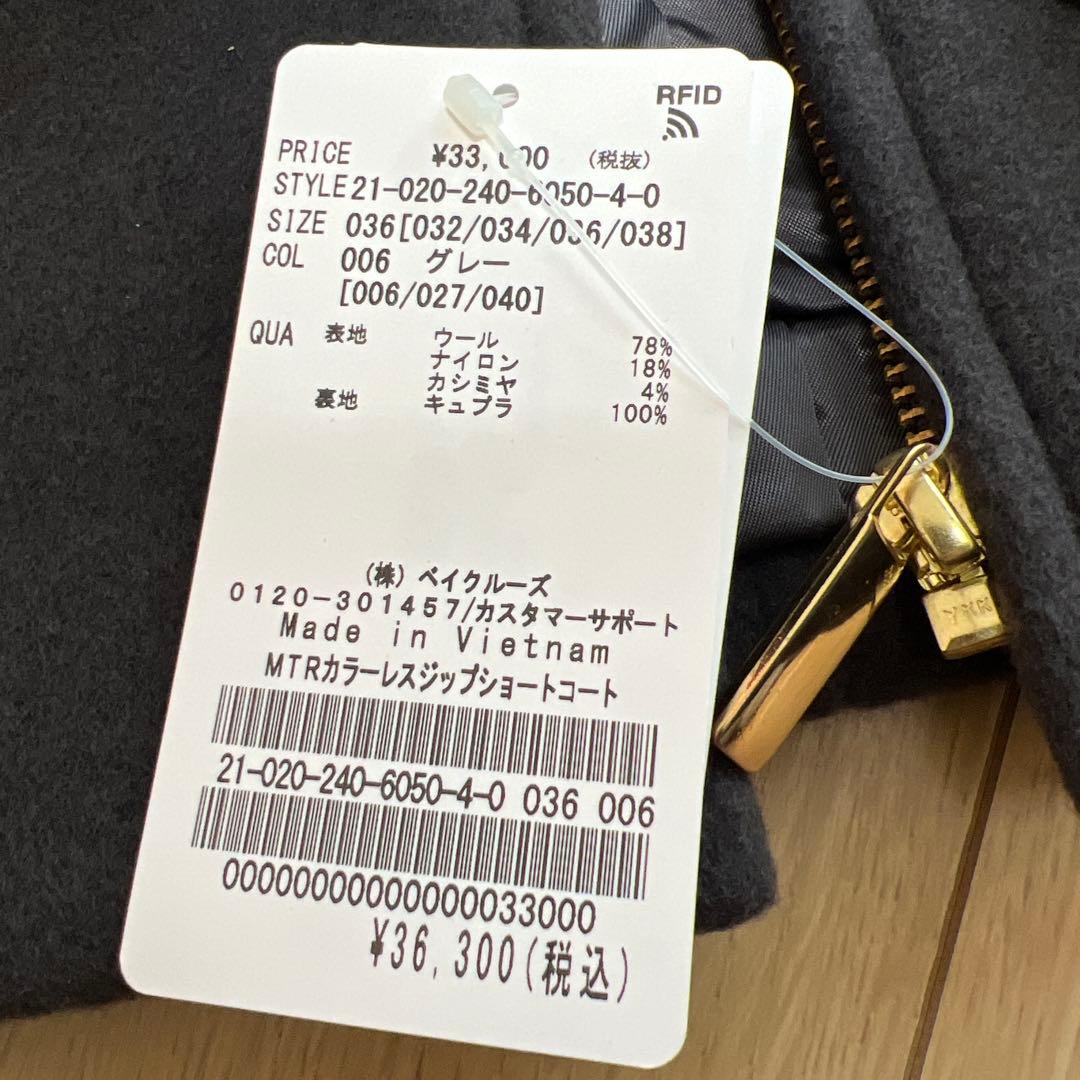 RFID
PRICE ¥33,000 (税抜)
STYLE 21-020-240-6050-4-0
SIZE 036[032/034/036/038]
COL 006 グレー
[006/027/040]
QUA 表地 ウール 78%
ナイロン 18%
カシミヤ 4%
裏地 キュプラ 100%
(株) ベイクルーズ
0120-301457/カスタマーサポート
Made in Vietnam
MTRカラーレスジップショートコート
21-020-240-6050-4-0 036 006
0000000000000033000
¥36,300(税込)
YKK